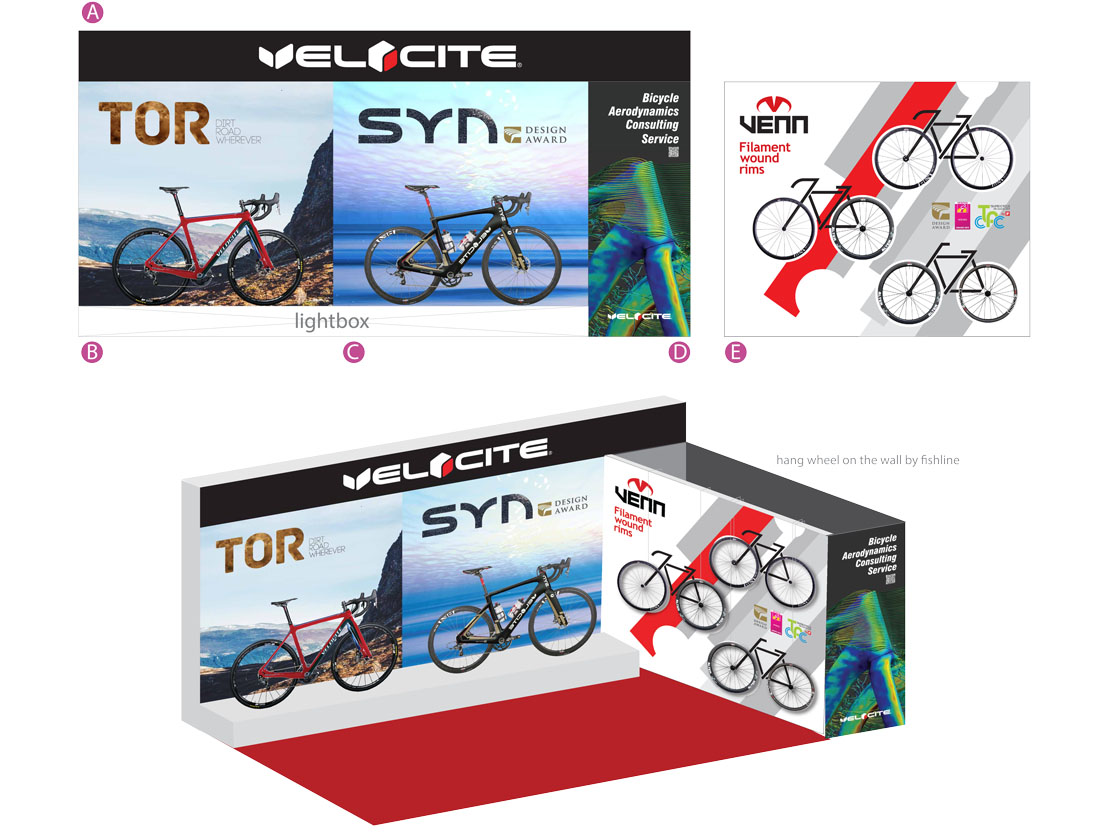 A
VELOCITE®
TOR
DIRT
ROAD
WHEREVER
SYN
DESIGN
AWARD
Bicycle
Aerodynamics
Consulting
Service
VELOCITE
lightbox
B
C
D
VENN
Filament
wound
rims
DESIGN
AWARD
E
VELOCITE
TOR
DIRT
ROAD
WHEREVER
SYN
DESIGN
AWARD
hang wheel on the wall by fishline
VENN
Filament
wound
rims
Bicycle
Aerodynamics
Consulting
Service
VELOCITE